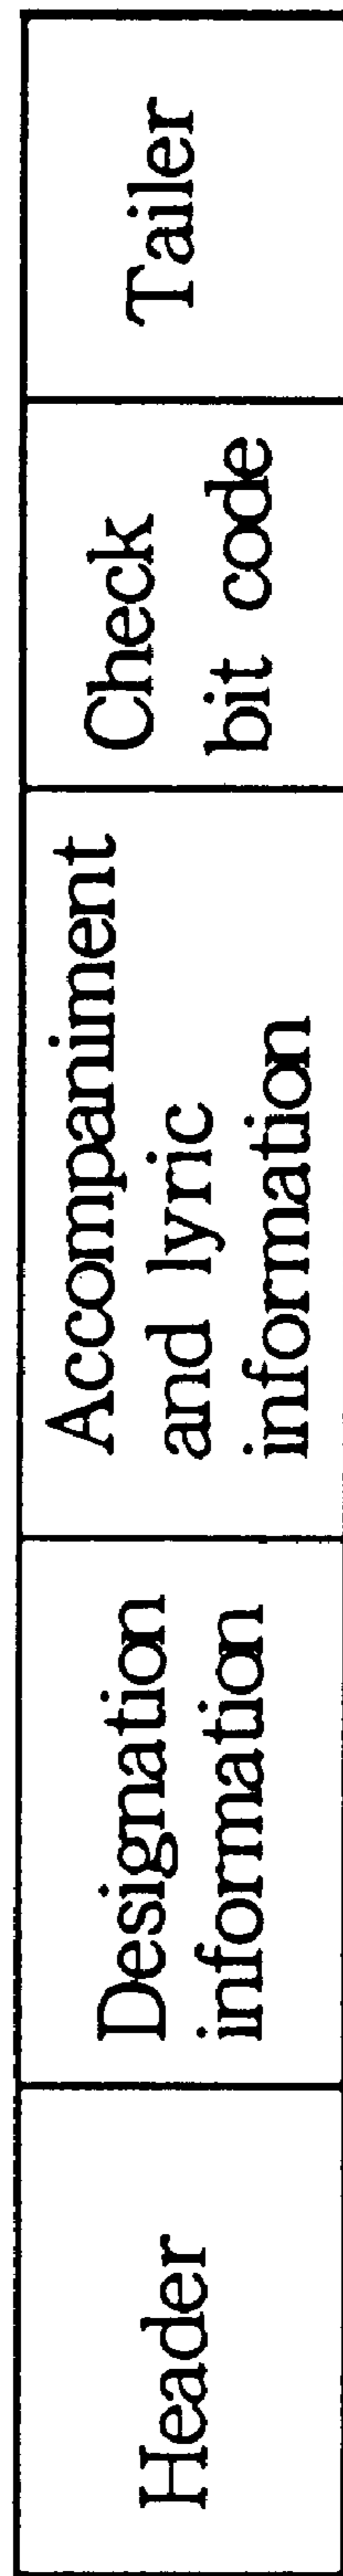 Header
Designation
information
Accompaniment
and lyric
information
Check
bit code
Tailer